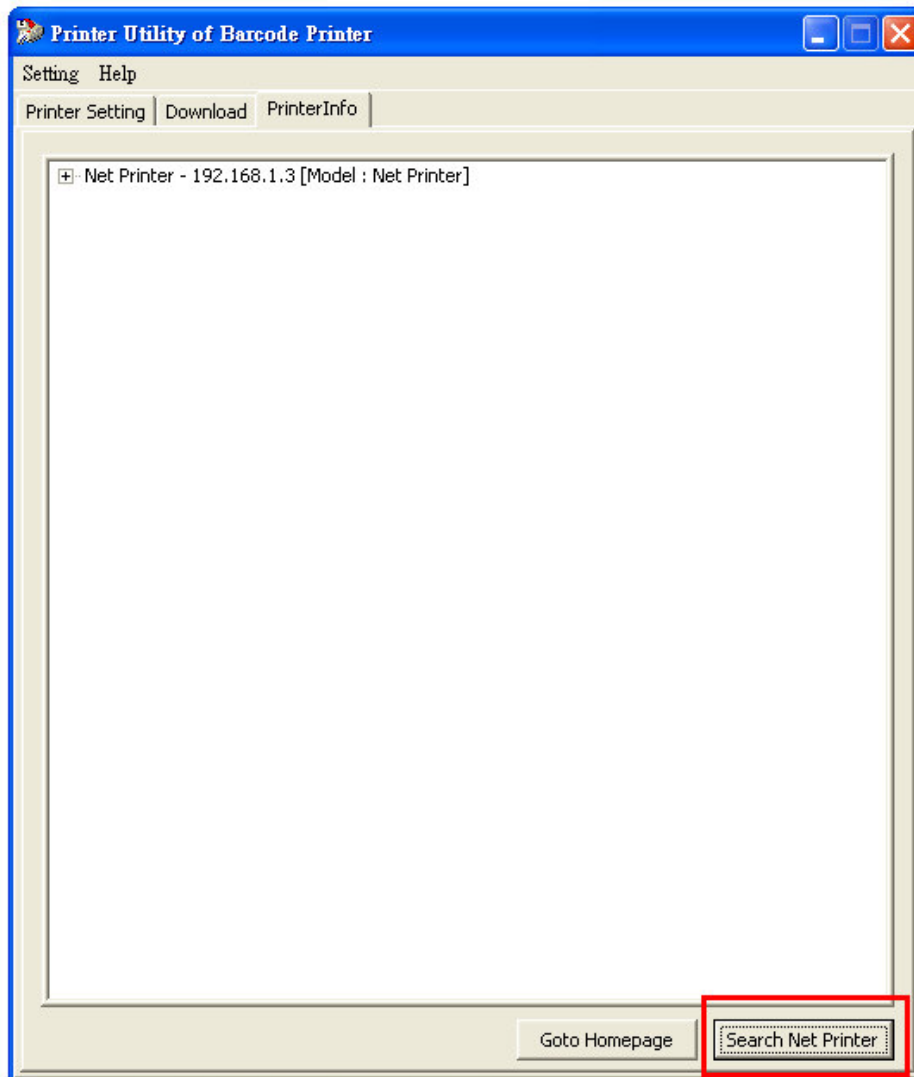 Printer Utility of Barcode Printer
Setting Help
Printer Setting Download PrinterInfo
Net Printer - 192.168.1.3 [Model : Net Printer]
Goto Homepage Search Net Printer